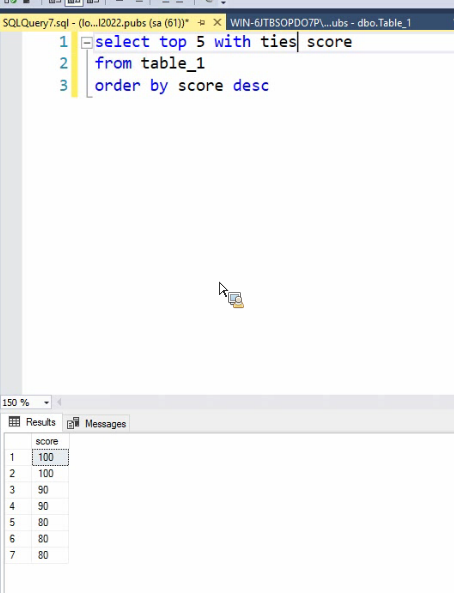 SQLQuery7.sql - (lo...l2022.pubs (sa (61))* WIN-6JTBSOPDO7P\...ubs - dbo.Table_1
1 select top 5 with ties score
2 from table_1
3 order by score desc
150 %
Results Messages
score
1 100
2 100
3 90
4 90
5 80
6 80
7 80